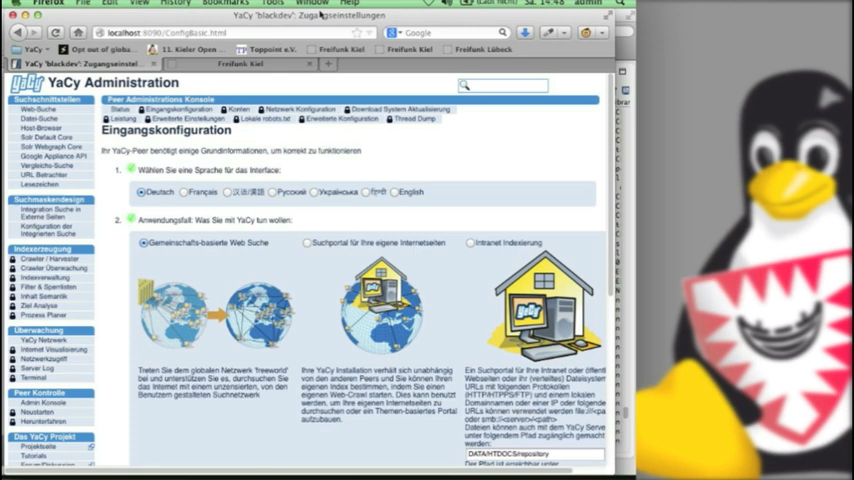 Firefox File Edit View History Bookmarks Tools Window Help Sa. 14:48 admin
YaCy 'blackdev': Zugangseinstellungen
localhost:8090/ConfigBasic.html
Google
YaCy Opt out of globa... 11. Kieler Open ... Toppoint e.V. Freifunk Kiel Freifunk Kiel Freifunk Lübeck
YaCy 'blackdev': Zugangseinstel...
Freifunk Kiel
YaCy Administration
Suchschnittstellen
Web-Suche
Datei-Suche
Host-Browser
Solr Default Core
Solr Webgraph Core
Google Appliance API
Vergleichs-Suche
URL Betrachter
Lesezeichen
Suchmaskendesign
Integration Suche in
Externe Seiten
Konfiguration der
Integrierten Suche
Indexerzeugung
Crawler / Harvester
Crawler Überwachung
Indexverwaltung
Filter & Sperrlisten
Inhalt Semantik
Ziel Analyse
Prozess Planer
Überwachung
YaCy Netzwerk
Internet Visualisierung
Netzwerkzugriff
Server Log
Terminal
Peer Kontrolle
Admin Konsole
Neustarten
Herunterfahren
Das YaCy Projekt
Projektseite
Tutorials
Forum/Discussion
Peer Administrations Konsole
Status Eingangskonfiguration Konten Netzwerk Konfiguration Download System Aktualisierung
Leistung Erweiterte Einstellungen Lokale robots.txt Erweiterte Konfiguration Thread Dump
Eingangskonfiguration
Ihr YaCy-Peer benötigt einige Grundinformationen, um korrekt zu funktionieren
1. Wählen Sie eine Sprache für das Interface:
Deutsch Français 汉语/漢語 Русский Українська हिन्दी English
2. Anwendungsfall: Was Sie mit YaCy tun wollen:
Gemeinschafts-basierte Web Suche
Suchportal für Ihre eigene Internetseiten
Intranet Indexierung
YaCy
YaCy
Treten Sie dem globalen Netzwerk 'freeworld'
bei und unterstützen Sie es, durchsuchen Sie
das Internet mit einem unzensierten, von den
Benutzern gestalteten Suchnetzwerk
Ihre YaCy Installation verhält sich unabhängig
von den anderen Peers und Sie können Ihren
eigenen Index bestimmen, indem Sie einen
eigenen Web-Crawl starten. Dies kann benutzt
werden, um Ihre eigenen Internetseiten zu
durchsuchen oder ein Themen-basiertes Portal
aufzubauen.
Ein Suchportal für Ihr Intranet oder öffentl
Webseiten oder Ihr (verteiltes) Dateisystem
URLs mit folgenden Protokollen
(HTTP/HTTPS/FTP) und einem lokalen
Domainnamen oder einer IP oder folgende
URLs können verwendet werden file:///<pa
or smb://<server>/<path>
Dateien können auch mit dem YaCy Serve
unter folgendem Pfad zugänglich gemacht
werden:
DATA/HTDOCS/repository
Der Pfad ist erreichbar unter